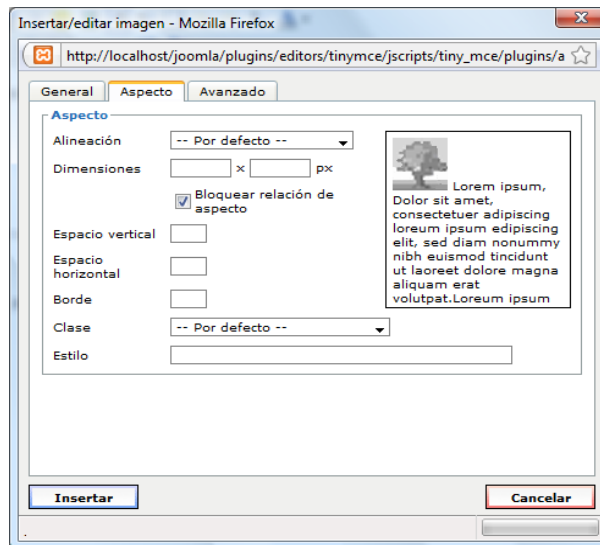 Insertar/editar imagen - Mozilla Firefox
http://localhost/joomla/plugins/editors/tinymce/jscripts/tiny_mce/plugins/a
General Aspecto Avanzado
Aspecto
Alineación -- Por defecto --
Dimensiones x px
Bloquear relación de
aspecto
Espacio vertical
Espacio
horizontal
Borde
Clase -- Por defecto --
Estilo
Lorem ipsum,
Dolor sit amet,
consectetuer adipiscing
loreum ipsum edipiscing
elit, sed diam nonummy
nibh euismod tincidunt
ut laoreet dolore magna
aliquam erat
volutpat.Loreum ipsum
Insertar Cancelar
.